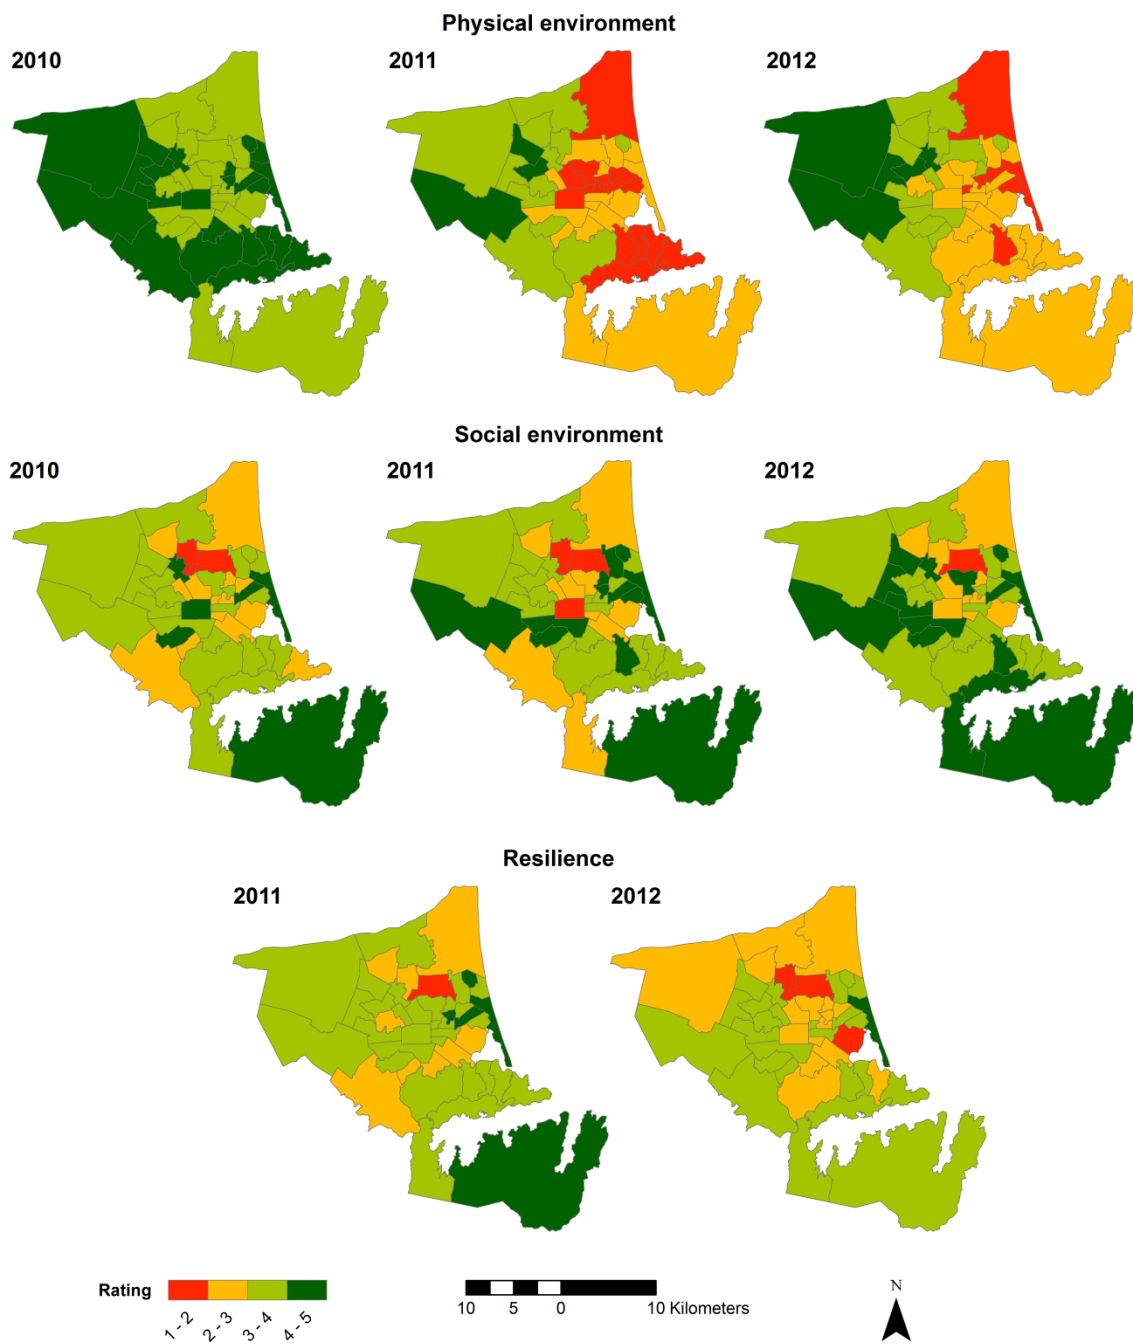 Physical environment
2010
2011
2012
Social environment
2010
2011
2012
Resilience
2011
2012
Rating
1 - 2
2 - 3
3 - 4
4 - 5
10 5 0 10 Kilometers
N